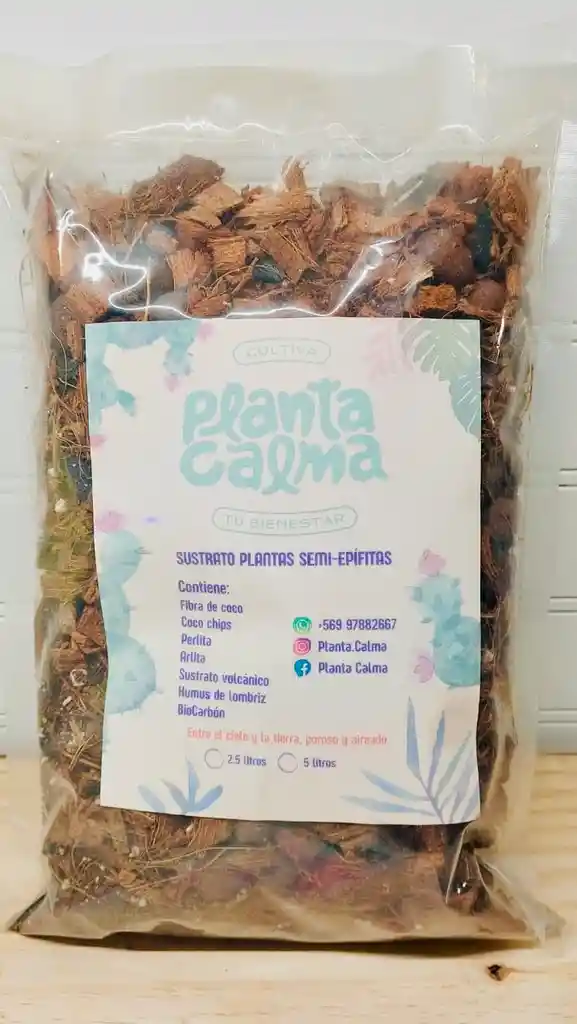 CULTIVA
Planta
Calma
TU BIENESTAR
SUSTRATO PLANTAS SEMI-EPÍFITAS
Contiene:
Fibra de coco
Coco chips
Perlita
Arlita
Sustrato volcánico
Humus de lombriz
BioCarbón
+569 97882667
Planta.Calma
Planta Calma
Entre el cielo y la tierra, poroso y aireado
2.5 litros
5 litros